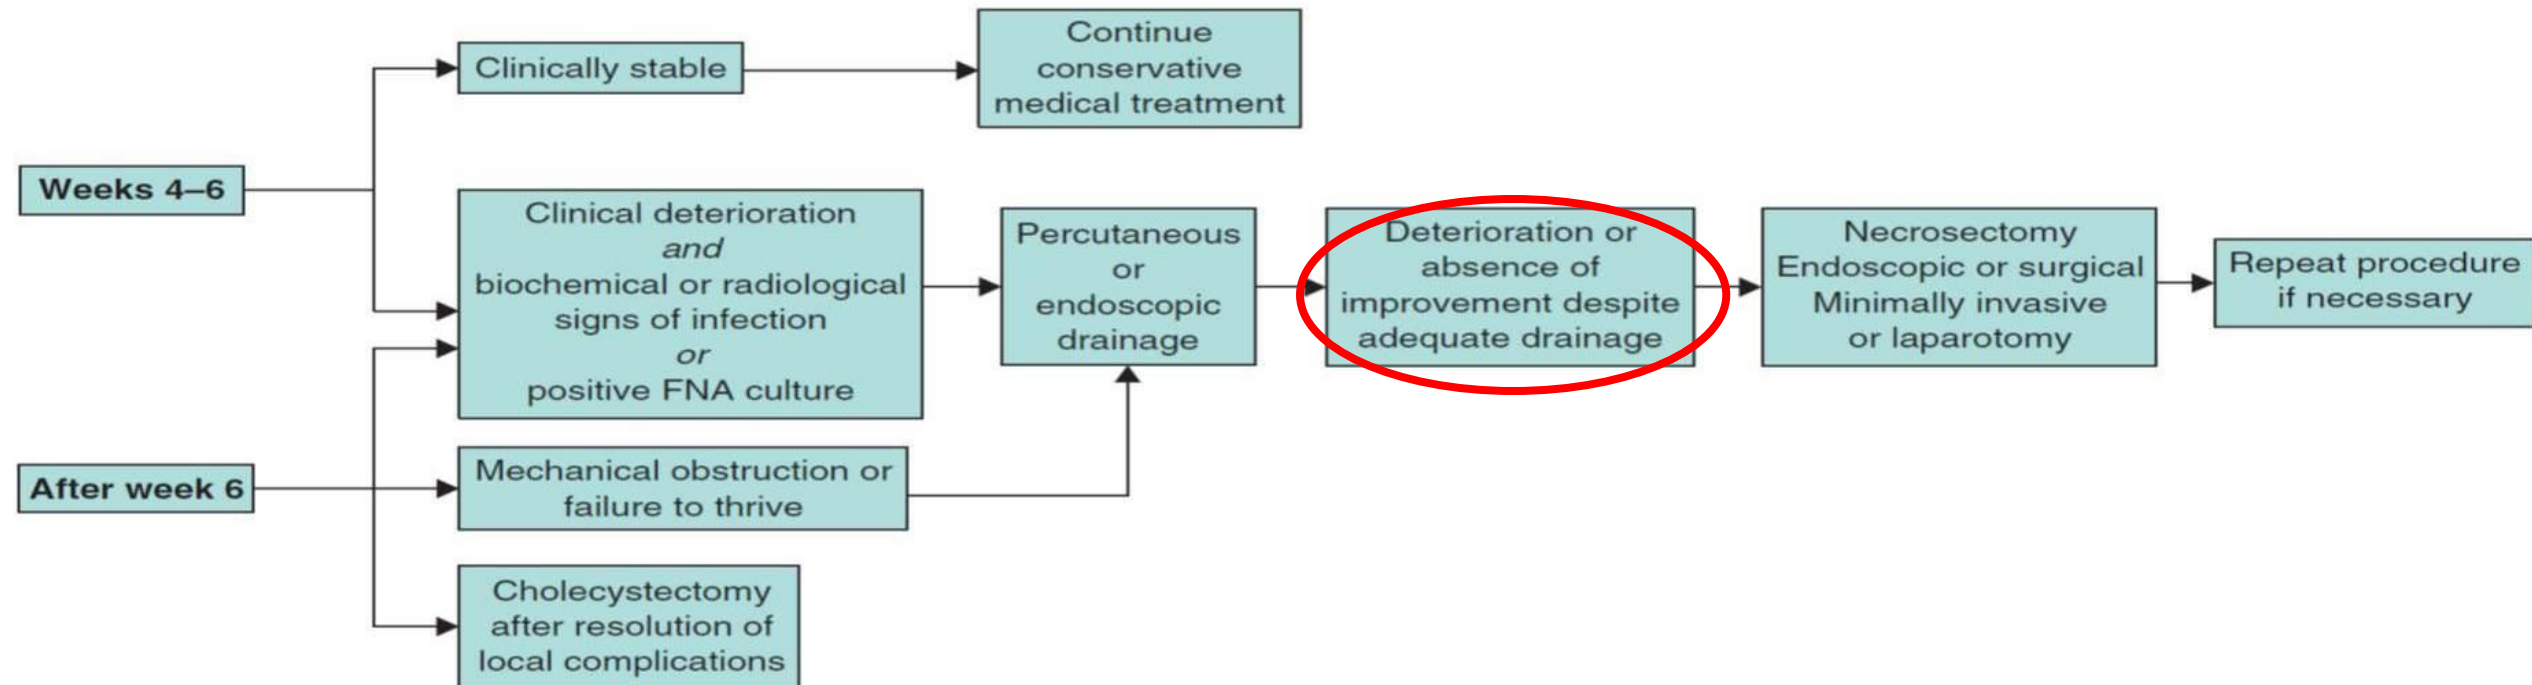 Weeks 4–6
Clinically stable
Continue
conservative
medical treatment
Clinical deterioration
and
biochemical or radiological
signs of infection
or
positive FNA culture
Percutaneous
or
endoscopic
drainage
Deterioration or
absence of
improvement despite
adequate drainage
Necrosectomy
Endoscopic or surgical
Minimally invasive
or laparotomy
Repeat procedure
if necessary
After week 6
Mechanical obstruction or
failure to thrive
Cholecystectomy
after resolution of
local complications